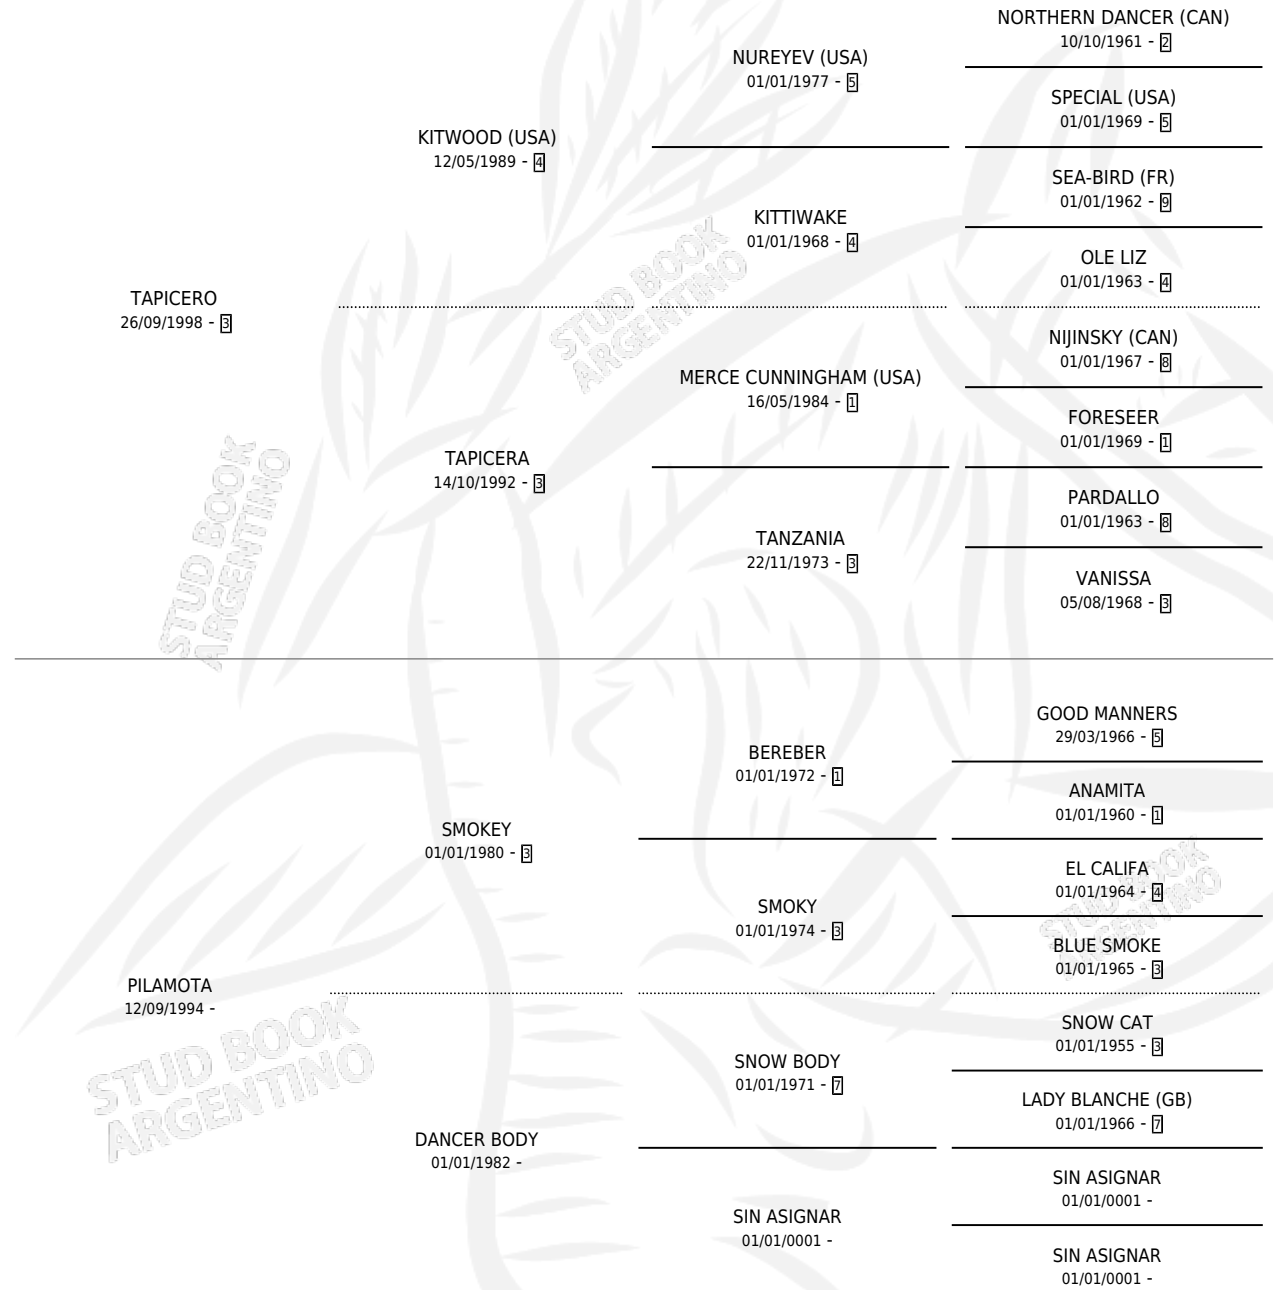 NORTHERN DANCER (CAN)
10/10/1961 - 2
NUREYEV (USA)
01/01/1977 - 5
SPECIAL (USA)
01/01/1969 - 5
KITWOOD (USA)
12/05/1989 - 4
SEA-BIRD (FR)
01/01/1962 - 9
KITTIWAKE
01/01/1968 - 4
OLE LIZ
01/01/1963 - 4
TAPICERO
26/09/1998 - 3
NIJINSKY (CAN)
01/01/1967 - 8
MERCE CUNNINGHAM (USA)
16/05/1984 - 1
FORESEER
01/01/1969 - 1
TAPICERA
14/10/1992 - 3
PARDALLO
01/01/1963 - 8
TANZANIA
22/11/1973 - 3
VANISSA
05/08/1968 - 3
STUD BOOK
ARGENTINO
STUD BOOK
ARGENTINO
GOOD MANNERS
29/03/1966 - 5
BEREBER
01/01/1972 - 1
ANAMITA
01/01/1960 - 1
SMOKEY
01/01/1980 - 3
EL CALIFA
01/01/1964 - 4
SMOKY
01/01/1974 - 3
BLUE SMOKE
01/01/1965 - 3
STUD BOOK
ARGENTINO
PILAMOTA
12/09/1994 -
SNOW CAT
01/01/1955 - 3
SNOW BODY
01/01/1971 - 7
LADY BLANCHE (GB)
01/01/1966 - 7
STUD BOOK
ARGENTINO
DANCER BODY
01/01/1982 -
SIN ASIGNAR
01/01/0001 -
SIN ASIGNAR
01/01/0001 -
SIN ASIGNAR
01/01/0001 -